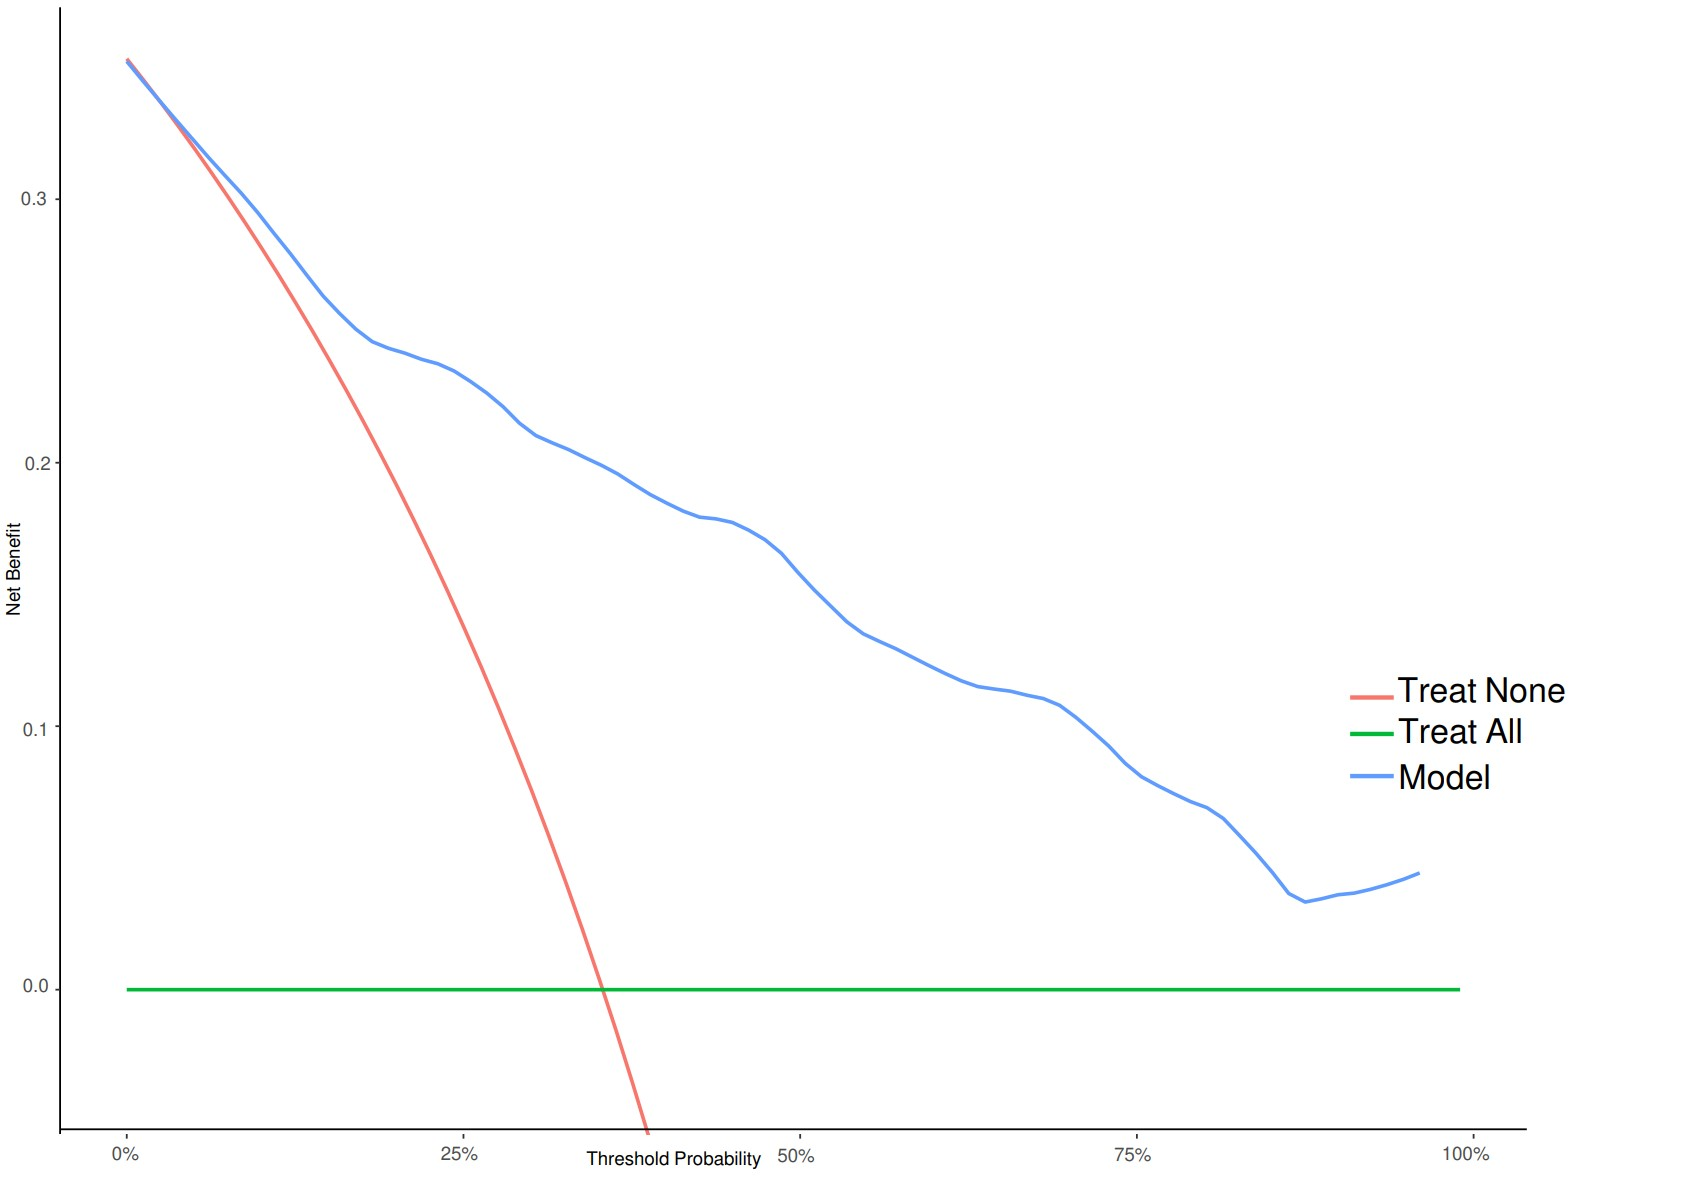 0.3
0.2
0.1
0.0
Net Benefit
Treat None
Treat All
Model
0%
25%
50%
75%
100%
Threshold Probability